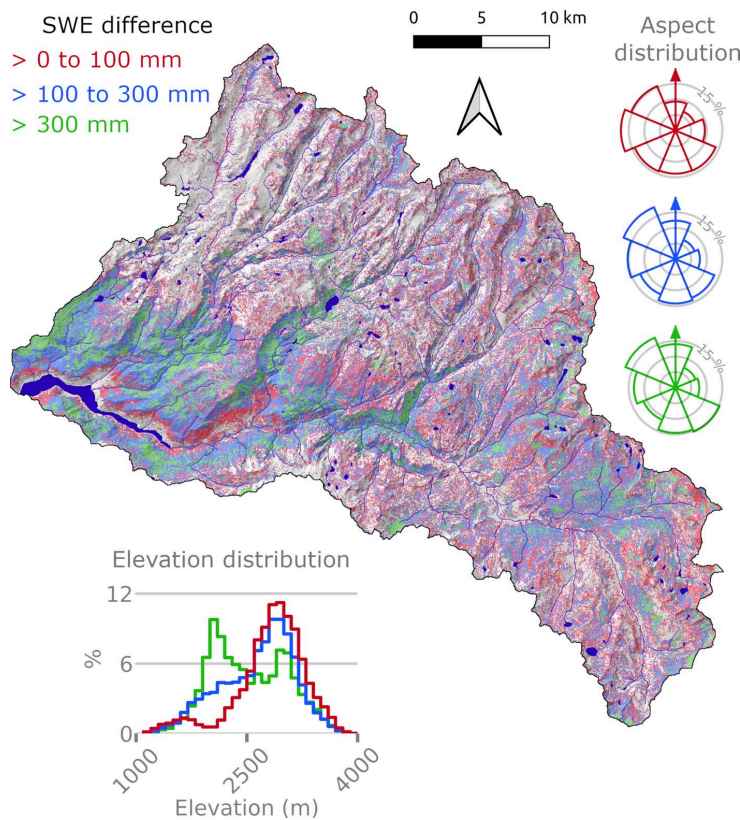 SWE difference
> 0 to 100 mm
> 100 to 300 mm
> 300 mm
0 5 10 km
Aspect
distribution
15 %
15 %
15 %
Elevation distribution
12
6
0
%
1000
2500
4000
Elevation (m)